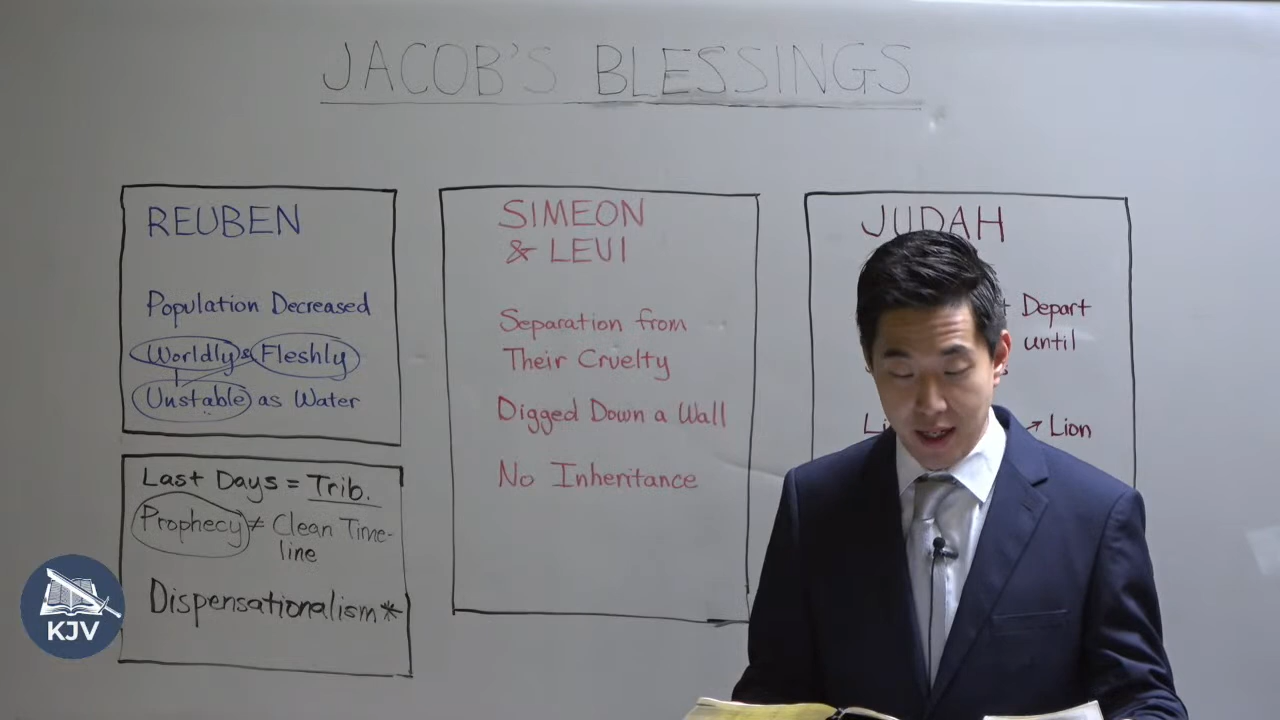 JACOB'S BLESSINGS
REUBEN
Population Decreased
Worldly & Fleshly
Unstable as Water
Last Days = Trib.
Prophecy ≠ Clean Time-
line
Dispensationalism*
SIMEON
& LEVI
Separation from
Their Cruelty
Digged Down a Wall
No Inheritance
JUDAH
Depart
until
→ Lion
KJV